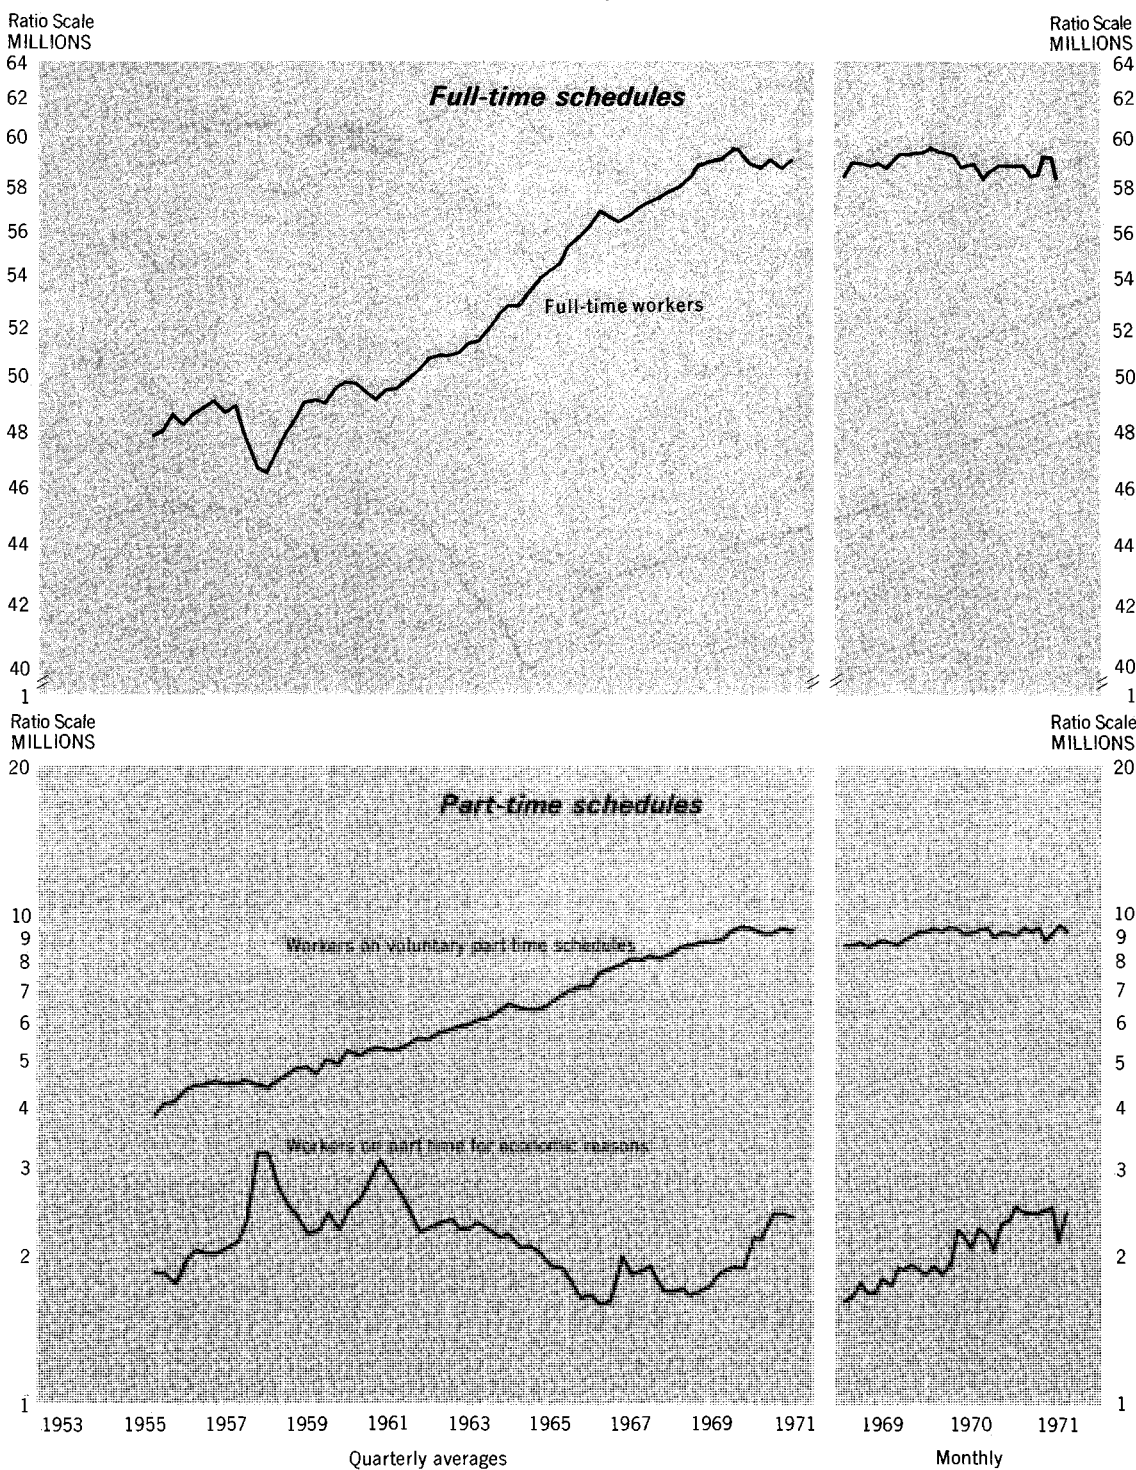 Ratio Scale
MILLIONS
Ratio Scale
MILLIONS
64
62
60
58
56
54
52
50
48
46
44
42
40
1
Full-time schedules
Full-time workers
64
62
60
58
56
54
52
50
48
46
44
42
40
1
Ratio Scale
MILLIONS
Ratio Scale
MILLIONS
20
10
9
8
7
6
5
4
3
2
1
Part-time schedules
Workers on voluntary part time schedules
Workers on part time for economic reasons
20
10
9
8
7
6
5
4
3
2
1
1953 1955 1957 1959 1961 1963 1965 1967 1969 1971
1969 1970 1971
Quarterly averages
Monthly